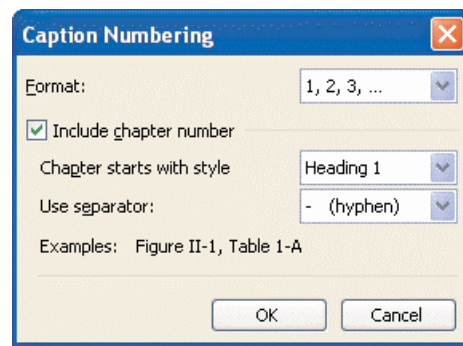 Caption Numbering
Format: 1, 2, 3, ...
Include chapter number
Chapter starts with style Heading 1
Use separator: - (hyphen)
Examples: Figure II-1, Table 1-A
OK Cancel